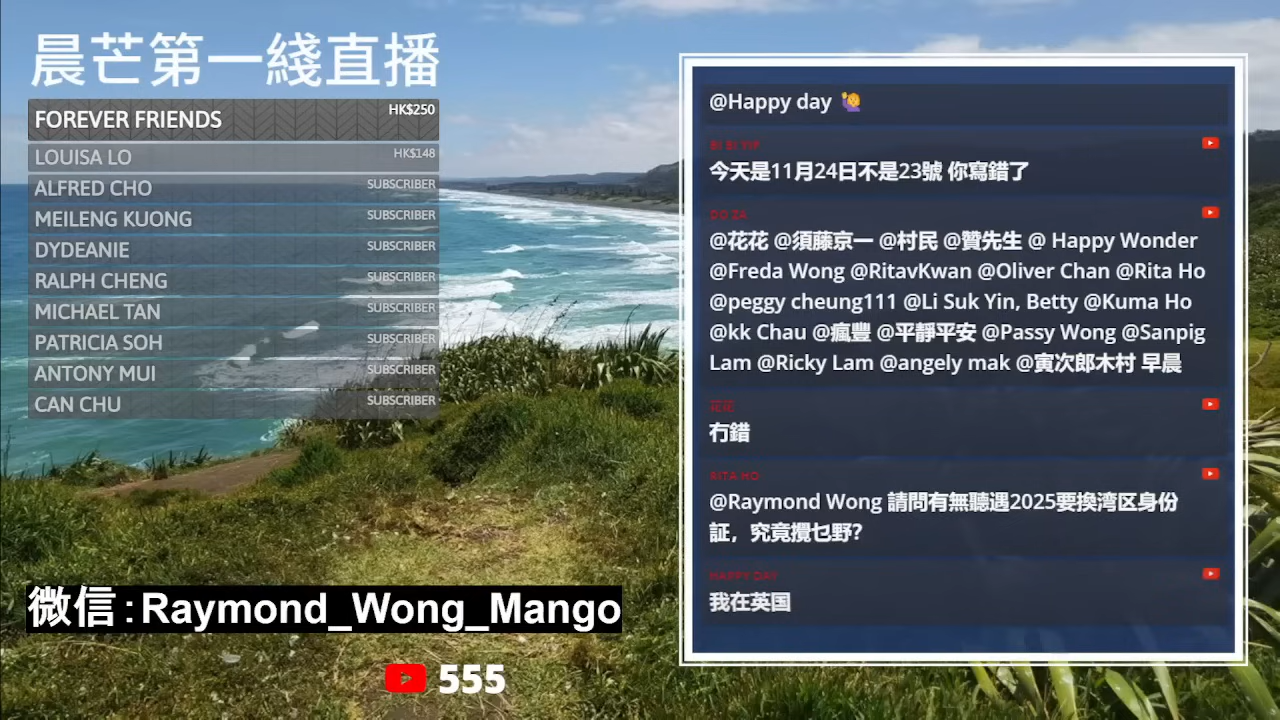 晨芒第一綫直播
FOREVER FRIENDS HK$250
LOUISA LO HK$148
ALFRED CHO SUBSCRIBER
MEILENG KUONG SUBSCRIBER
DYDEANIE SUBSCRIBER
RALPH CHENG SUBSCRIBER
MICHAEL TAN SUBSCRIBER
PATRICIA SOH SUBSCRIBER
ANTONY MUI SUBSCRIBER
CAN CHU SUBSCRIBER
微信:Raymond_Wong_Mango
555
@Happy day
BI BI YIP
今天是11月24日不是23號 你寫錯了
DO ZA
@花花 @須藤京一 @村民 @贊先生 @ Happy Wonder
@Freda Wong @RitavKwan @Oliver Chan @Rita Ho
@peggy cheung111 @Li Suk Yin, Betty @Kuma Ho
@kk Chau @瘋豐 @平靜平安 @Passy Wong @Sanpig
Lam @Ricky Lam @angely mak @寅次郎木村 早晨
花花
冇錯
RITA HO
@Raymond Wong 請問有無聽遇2025要換湾区身份
証，究竟攪乜野?
HAPPY DAY
我在英国